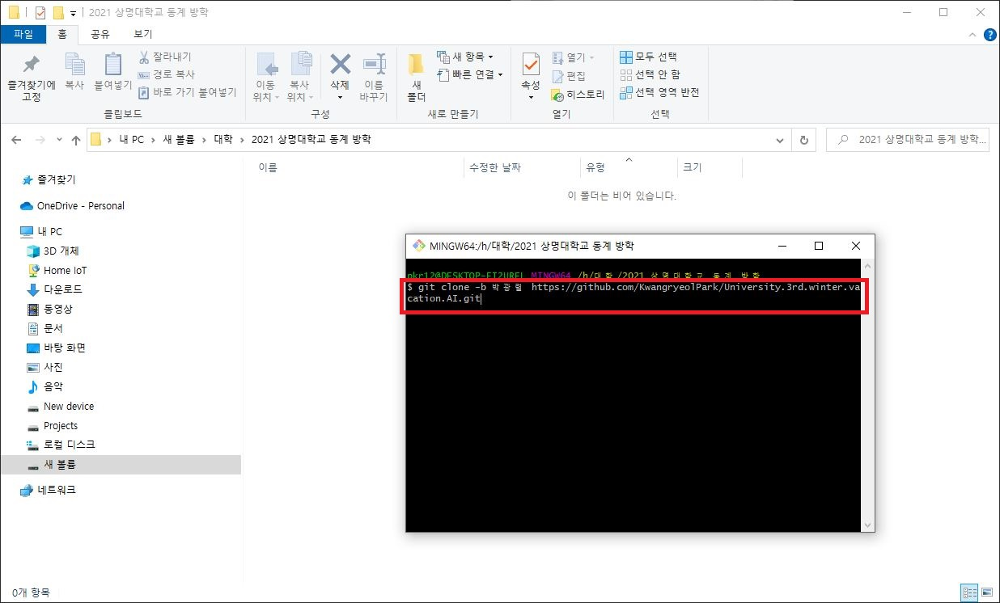 2021 상명대학교 동계 방학
파일 홈 공유 보기
즐겨찾기에 고정
복사
붙여넣기
잘라내기
경로 복사
바로 가기 붙여넣기
클립보드
이동 위치
복사 위치
삭제
이름 바꾸기
구성
새 폴더
새 항목
빠른 연결
새로 만들기
속성
열기
편집
히스토리
열기
모두 선택
선택 안 함
선택 영역 반전
선택
내 PC › 새 볼륨 › 대학 › 2021 상명대학교 동계 방학
2021 상명대학교 동계 방학...
이름 수정한 날짜 유형 크기
이 폴더는 비어 있습니다.
즐겨찾기
OneDrive - Personal
내 PC
3D 개체
Home IoT
다운로드
동영상
문서
바탕 화면
사진
음악
New device
Projects
로컬 디스크
새 볼륨
네트워크
MINGW64:/h/대학/2021 상명대학교 동계 방학
MINGW64 /h/대학/2021 상명대학교 동계 방학
$ git clone -b 박광렬 https://github.com/KwangryeolPark/University.3rd.winter.va
cation.AI.git
0개 항목